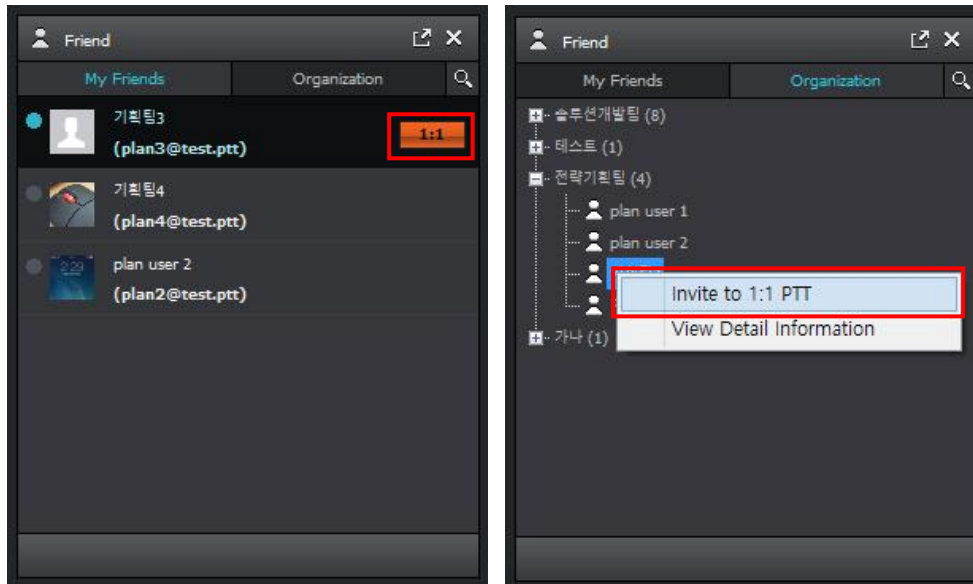 Friend
My Friends
Organization
기획팀3
(plan3@test.ptt)
1:1
기획팀4
(plan4@test.ptt)
plan user 2
(plan2@test.ptt)
Friend
My Friends
Organization
솔루션개발팀 (8)
테스트 (1)
전략기획팀 (4)
plan user 1
plan user 2
Invite to 1:1 PTT
View Detail Information
가나 (1)